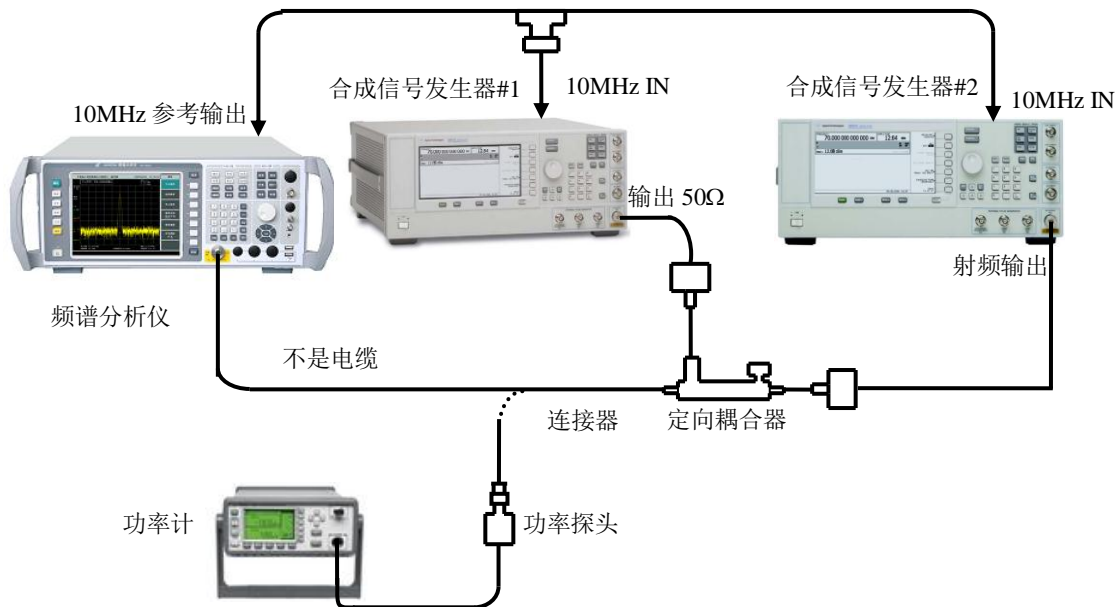 合成信号发生器#1
10MHz IN
合成信号发生器#2
10MHz IN
10MHz 参考输出
输出 50Ω
射频输出
频谱分析仪
不是电缆
连接器
定向耦合器
功率计
功率探头